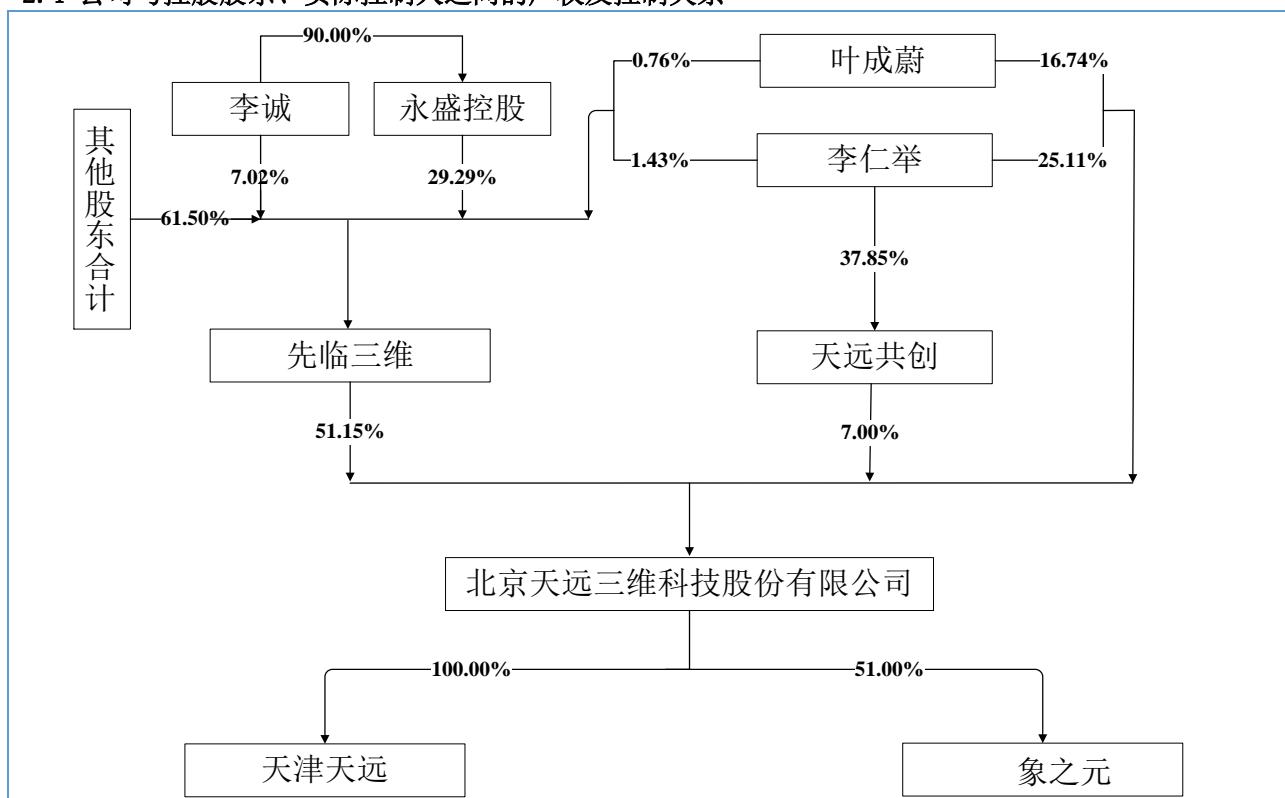 90.00%
李诚
永盛控股
0.76%
叶成蔚
16.74%
其他股东合计
7.02%
29.29%
1.43%
李仁举
25.11%
61.50%
37.85%
先临三维
天远共创
51.15%
7.00%
北京天远三维科技股份有限公司
100.00%
51.00%
天津天远
象之元